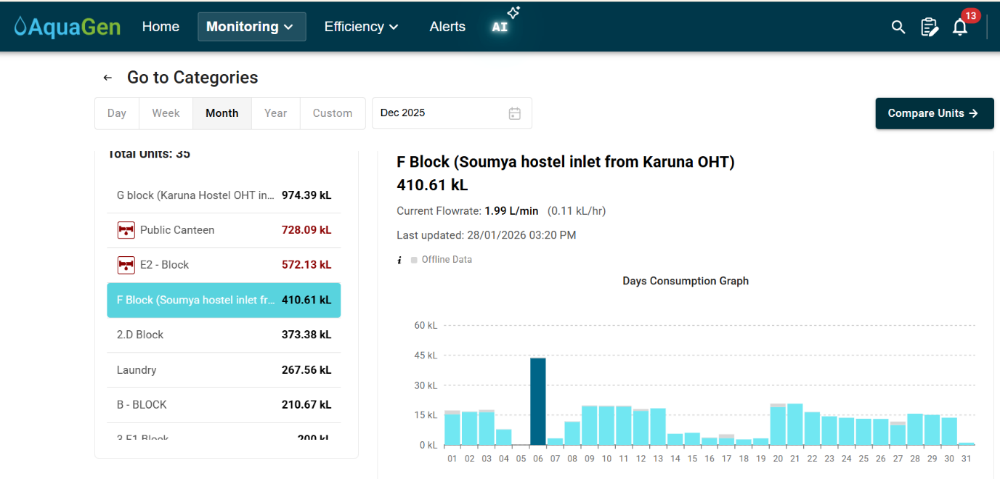 AquaGen Home Monitoring Efficiency Alerts AI 13
← Go to Categories
Day Week Month Year Custom Dec 2025 Compare Units →
Total Units: 35
G block (Karuna Hostel OHT in... 974.39 kL
Public Canteen 728.09 kL
E2 - Block 572.13 kL
F Block (Soumya hostel inlet fr... 410.61 kL
2.D Block 373.38 kL
Laundry 267.56 kL
B - BLOCK 210.67 kL
3.E1 Block 200 kL
F Block (Soumya hostel inlet from Karuna OHT)
410.61 kL
Current Flowrate: 1.99 L/min (0.11 kL/hr)
Last updated: 28/01/2026 03:20 PM
i Offline Data
Days Consumption Graph
60 kL
45 kL
30 kL
15 kL
0 kL
01 02 03 04 05 06 07 08 09 10 11 12 13 14 15 16 17 18 19 20 21 22 23 24 25 26 27 28 29 30 31